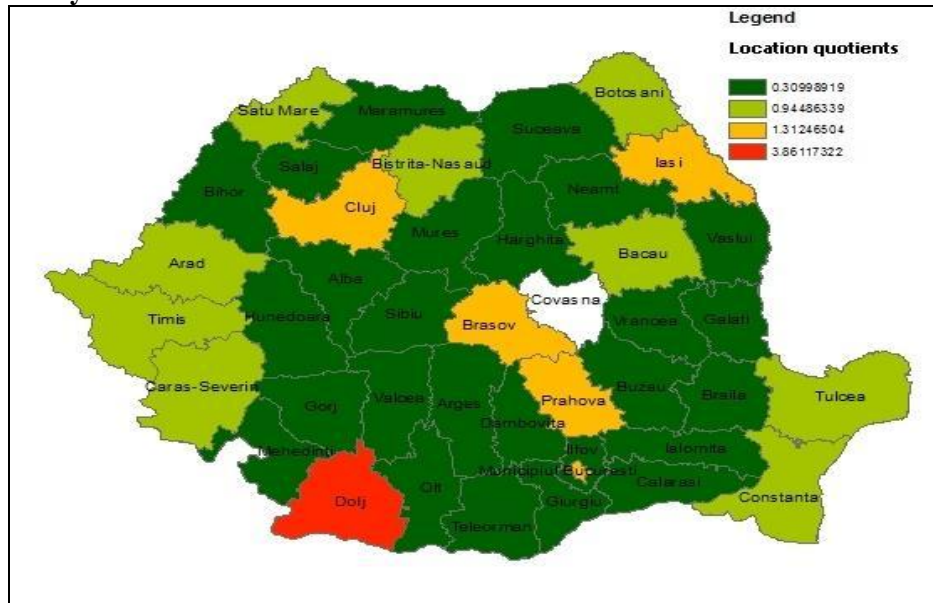 Legend
Location quotients
0.30998919
0.94486339
1.31246504
3.86117322
Satu Mare
Maramures
Botosani
Suceava
Salaj
Bistrita-Nasaud
Iasi
Bihor
Neamt
Cluj
Mures
Harghita
Bacau
Vaslui
Arad
Alba
Covasna
Timis
Hunedoara
Sibiu
Brasov
Vrancea
Galati
Caras-Severin
Gorj
Valcea
Arges
Prahova
Buzau
Braila
Tulcea
Dambovita
Mehedinti
Ilfov
Ialomita
Municipiul Bucuresti
Dolj
Olt
Giurgiu
Calarasi
Constanta
Teleorman